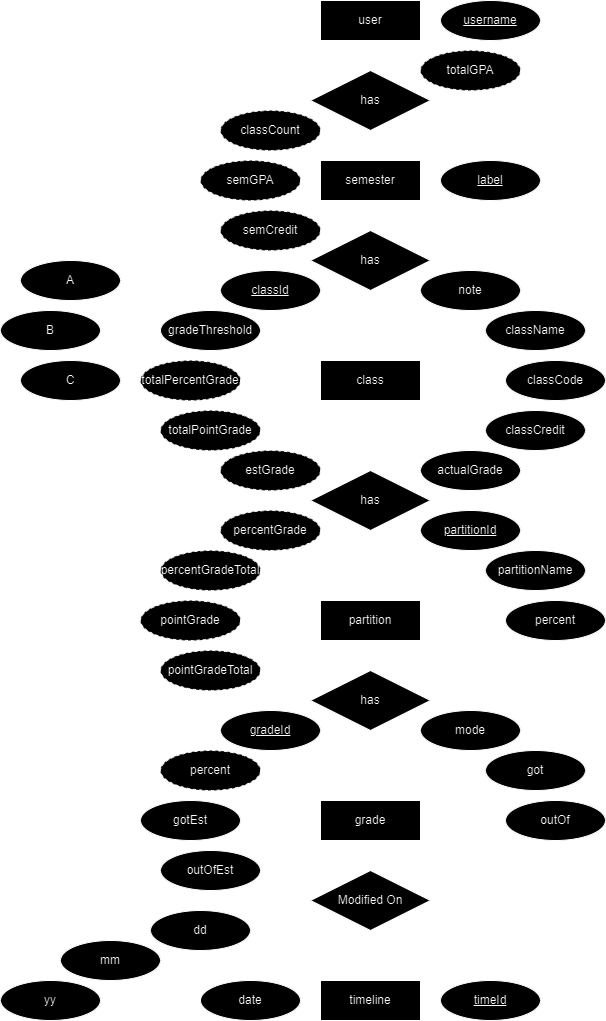 user
username
totalGPA
has
classCount
semGPA
semester
label
semCredit
has
A
classId
note
B
gradeThreshold
className
C
totalPercentGrade
class
classCode
totalPointGrade
classCredit
estGrade
actualGrade
has
percentGrade
partitionId
percentGradeTotal
partitionName
pointGrade
partition
percent
pointGradeTotal
has
gradeId
mode
percent
got
gotEst
grade
outOf
outOfEst
Modified On
dd
mm
yy
date
timeline
timeId